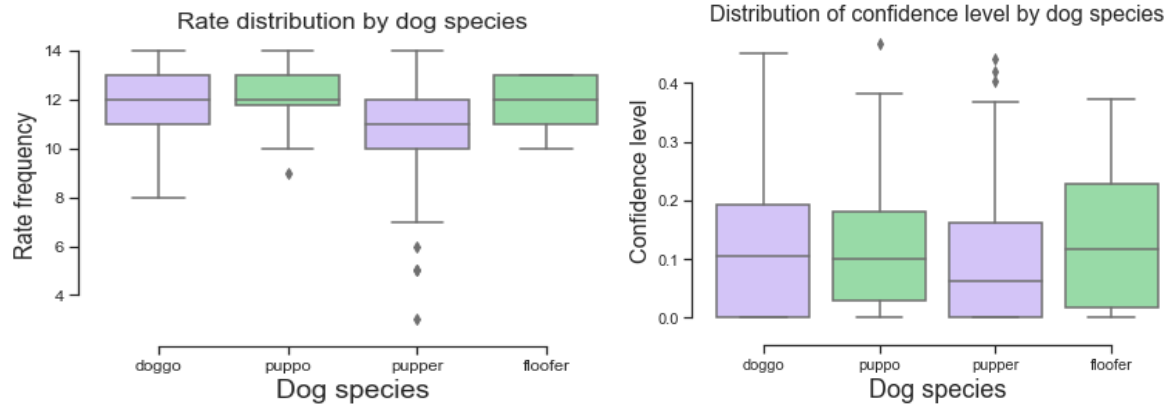 Rate distribution by dog species
Rate frequency
14
12
10
8
6
4
doggo puppo pupper floofer
Dog species
Distribution of confidence level by dog species
Confidence level
0.4
0.3
0.2
0.1
0.0
doggo puppo pupper floofer
Dog species